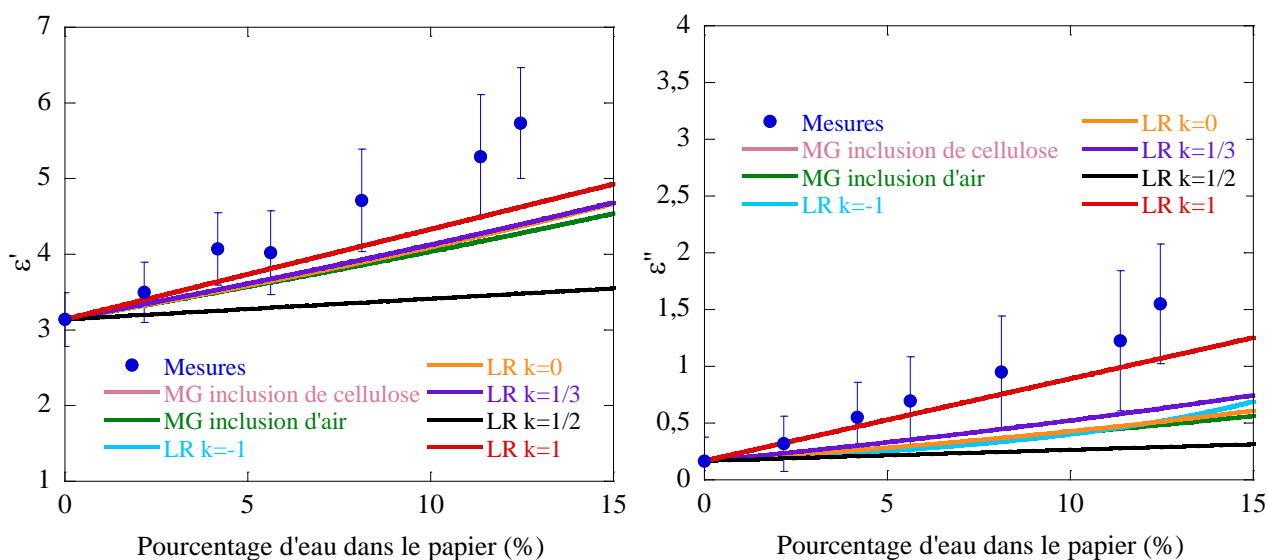 7
6
5
4
3
2
1
ε'
Mesures
MG inclusion de cellulose
MG inclusion d'air
LR k=-1
LR k=0
LR k=1/3
LR k=1/2
LR k=1
0
5
10
15
Pourcentage d'eau dans le papier (%)
4
3,5
3
2,5
2
1,5
1
0,5
0
ε"
Mesures
MG inclusion de cellulose
MG inclusion d'air
LR k=-1
LR k=0
LR k=1/3
LR k=1/2
LR k=1
0
5
10
15
Pourcentage d'eau dans le papier (%)